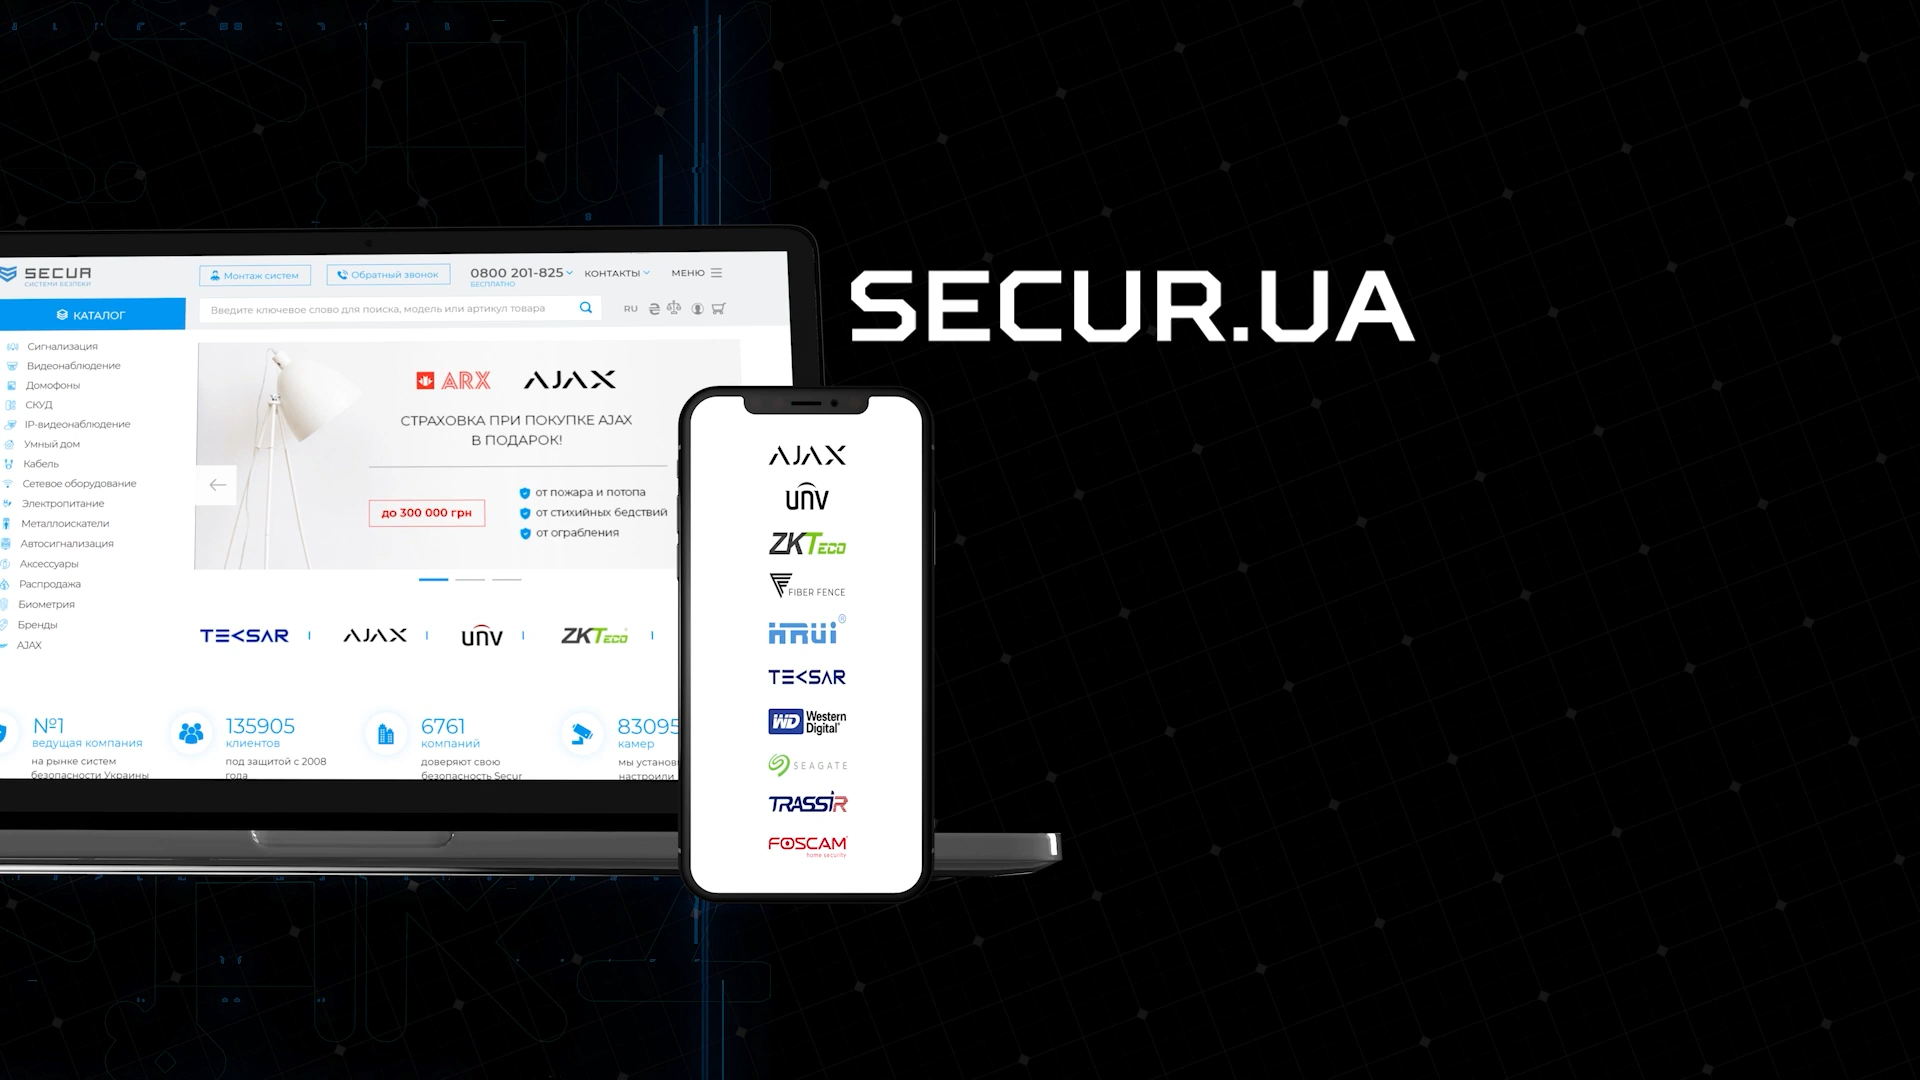 SECUR.UA
SECUR
СИСТЕМИ БЕЗПЕКИ
Монтаж систем
Обратный звонок
0800 201-825
БЕСПЛАТНО
КОНТАКТЫ
МЕНЮ
КАТАЛОГ
Введите ключевое слово для поиска, модель или артикул товара
RU
₴
Сигнализация
Видеонаблюдение
Домофоны
СКУД
IP-видеонаблюдение
Умный дом
Кабель
Сетевое оборудование
Электропитание
Металлоискатели
Автосигнализация
Аксессуары
Распродажа
Биометрия
Бренды
AJAX
ARX
AJAX
СТРАХОВКА ПРИ ПОКУПКЕ AJAX
В ПОДАРОК!
до 300 000 грн
от пожара и потопа
от стихийных бедствий
от ограбления
TEKSAR
AJAX
unv
ZKTECO
№1
ведущая компания
на рынке систем
безопасности Украины
135905
клиентов
под защитой с 2008
года
6761
компаний
доверяют свою
безопасность Secur
83095
камер
мы
настроили
AJAX
unv
ZKTECO
FIBER FENCE
HRUI®
TEKSAR
WD Western
Digital®
SEAGATE
TRASSIR
FOSCAM
home security